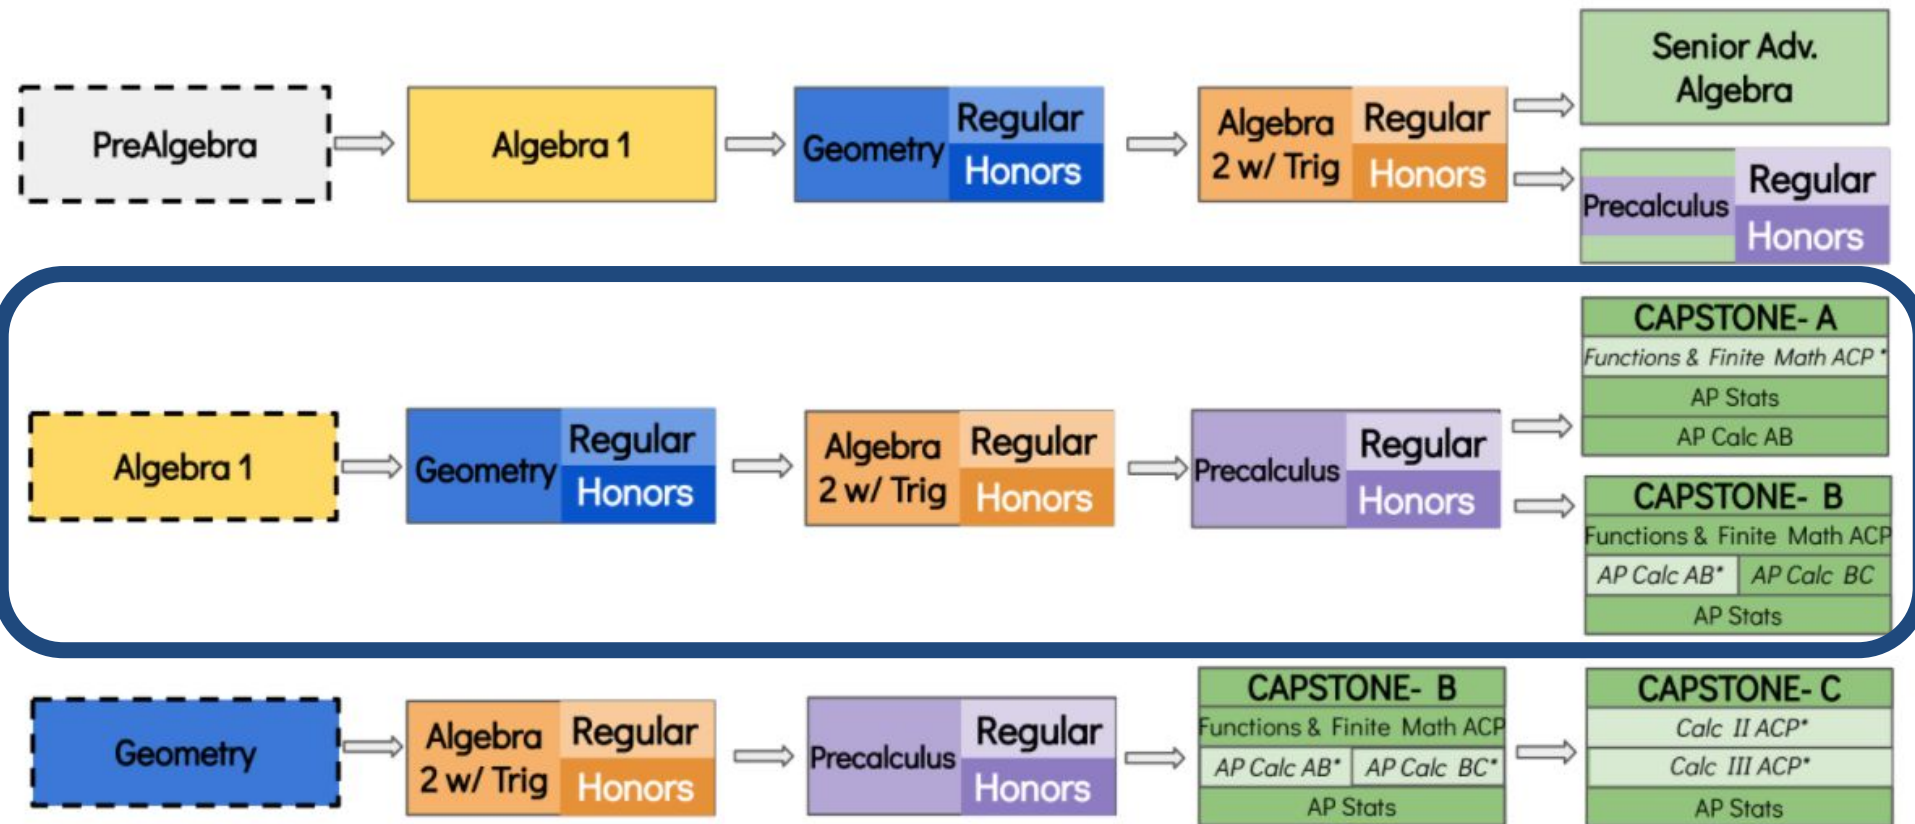 PreAlgebra
Algebra 1
Geometry
Regular
Honors
Algebra
2 w/ Trig
Regular
Honors
Senior Adv.
Algebra
Precalculus
Regular
Honors
Algebra 1
Geometry
Regular
Honors
Algebra
2 w/ Trig
Regular
Honors
Precalculus
Regular
Honors
CAPSTONE- A
Functions & Finite Math ACP *
AP Stats
AP Calc AB
CAPSTONE- B
Functions & Finite Math ACP
AP Calc AB*
AP Calc BC
AP Stats
Geometry
Algebra
2 w/ Trig
Regular
Honors
Precalculus
Regular
Honors
CAPSTONE- B
Functions & Finite Math ACP
AP Calc AB*
AP Calc BC*
AP Stats
CAPSTONE- C
Calc II ACP*
Calc III ACP*
AP Stats